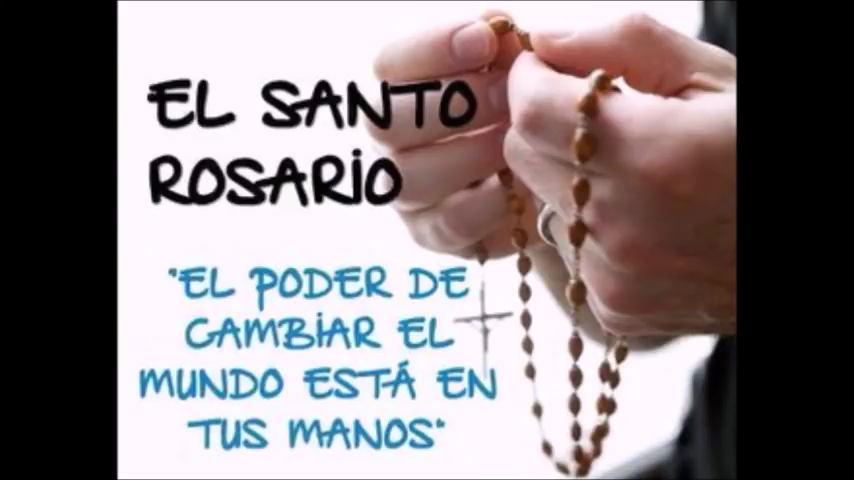 EL SANTO
ROSARIO
"EL PODER DE
CAMBIAR EL
MUNDO ESTÁ EN
TUS MANOS"